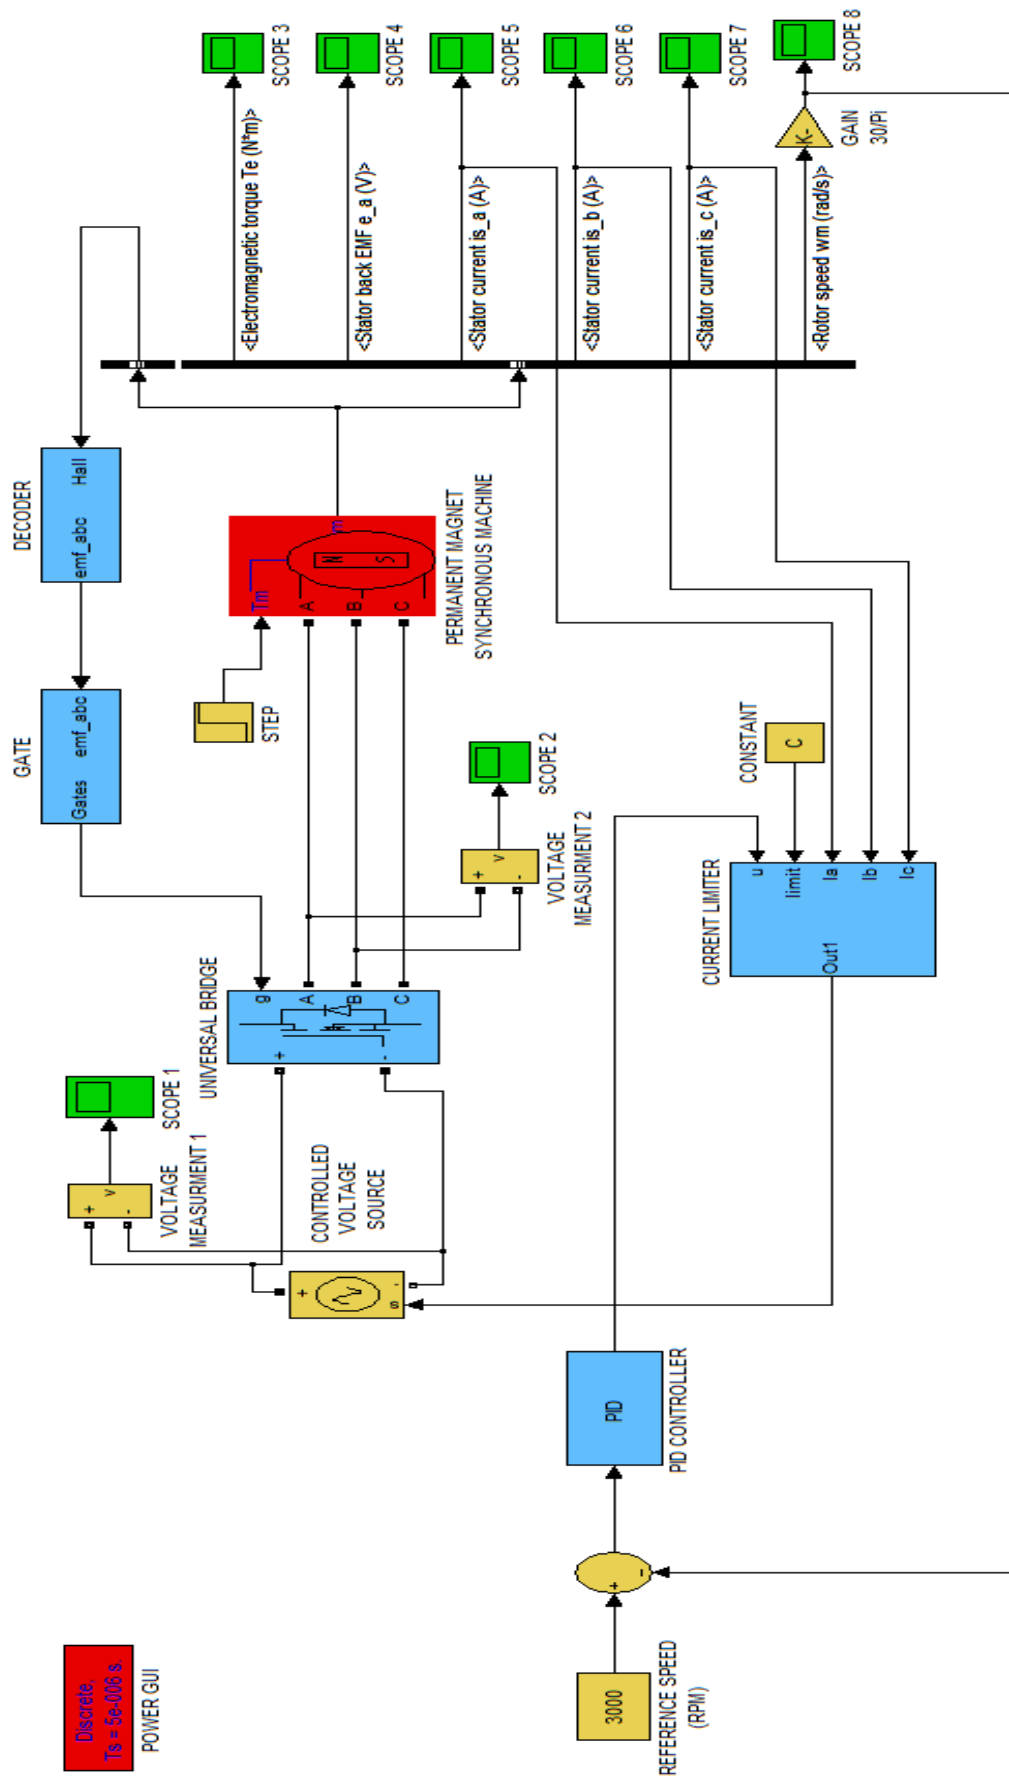 Discrete,
Ts = 5e-006 s.
POWER GUI
3000
REFERENCE SPEED
(RPM)
+
-
PID
PID CONTROLLER
+
-
s
CONTROLLED
VOLTAGE
SOURCE
+
-
v
VOLTAGE
MEASURMENT 1
SCOPE 1
UNIVERSAL BRIDGE
g
+
A
B
-
C
GATE
Gates
emf_abc
DECODER
emf_abc
Hall
STEP
Tm
A
B
C
m
N
S
PERMANENT MAGNET
SYNCHRONOUS MACHINE
+
-
v
VOLTAGE
MEASURMENT 2
SCOPE 2
CURRENT LIMITER
Out1
u
limit
Ia
Ib
Ic
CONSTANT
C
<Electromagnetic torque Te (N*m)>
SCOPE 3
<Stator back EMF e_a (V)>
SCOPE 4
<Stator current is_a (A)>
SCOPE 5
<Stator current is_b (A)>
SCOPE 6
<Stator current is_c (A)>
SCOPE 7
<Rotor speed wm (rad/s)>
K-
GAIN
30/Pi
SCOPE 8